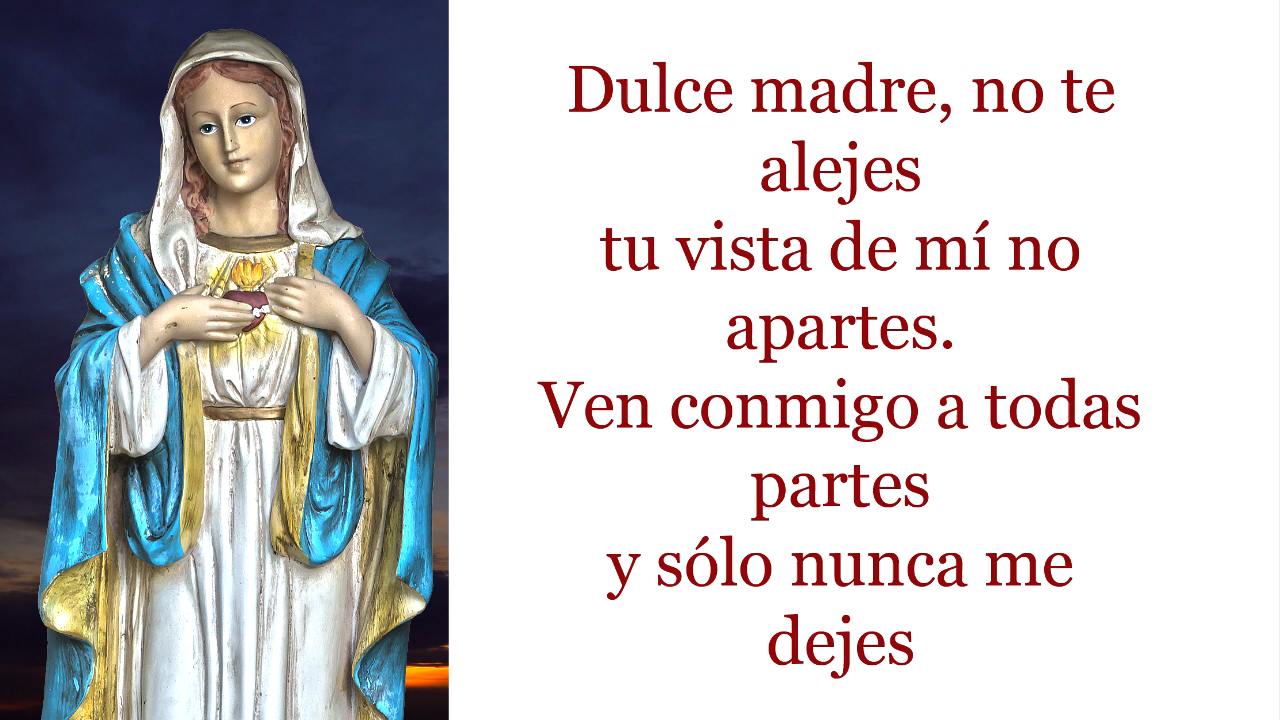 Dulce madre, no te
alejes
tu vista de mí no
apartes.
Ven conmigo a todas
partes
y sólo nunca me
dejes